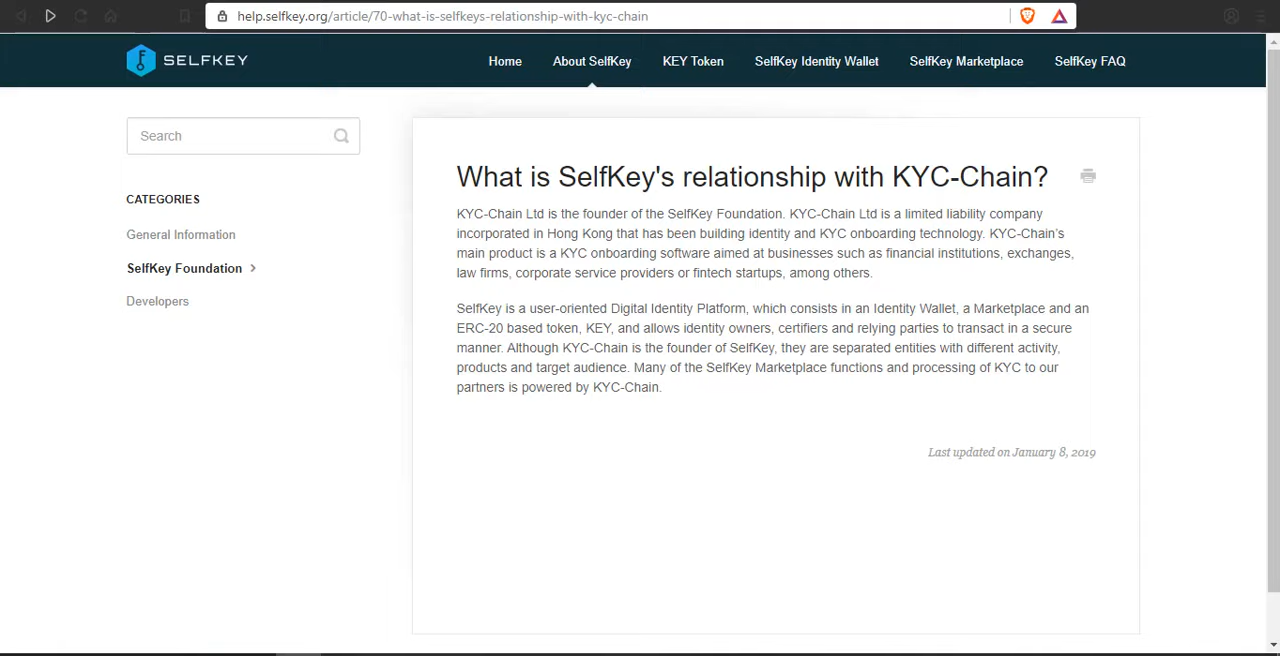 help.selfkey.org/article/70-what-is-selfkeys-relationship-with-kyc-chain
SELFKEY
Home About SelfKey KEY Token SelfKey Identity Wallet SelfKey Marketplace SelfKey FAQ
Search
CATEGORIES
General Information
SelfKey Foundation
Developers
What is SelfKey's relationship with KYC-Chain?
KYC-Chain Ltd is the founder of the SelfKey Foundation. KYC-Chain Ltd is a limited liability company
incorporated in Hong Kong that has been building identity and KYC onboarding technology. KYC-Chain's
main product is a KYC onboarding software aimed at businesses such as financial institutions, exchanges,
law firms, corporate service providers or fintech startups, among others.
SelfKey is a user-oriented Digital Identity Platform, which consists in an Identity Wallet, a Marketplace and an
ERC-20 based token, KEY, and allows identity owners, certifiers and relying parties to transact in a secure
manner. Although KYC-Chain is the founder of SelfKey, they are separated entities with different activity,
products and target audience. Many of the SelfKey Marketplace functions and processing of KYC to our
partners is powered by KYC-Chain.
Last updated on January 8, 2019